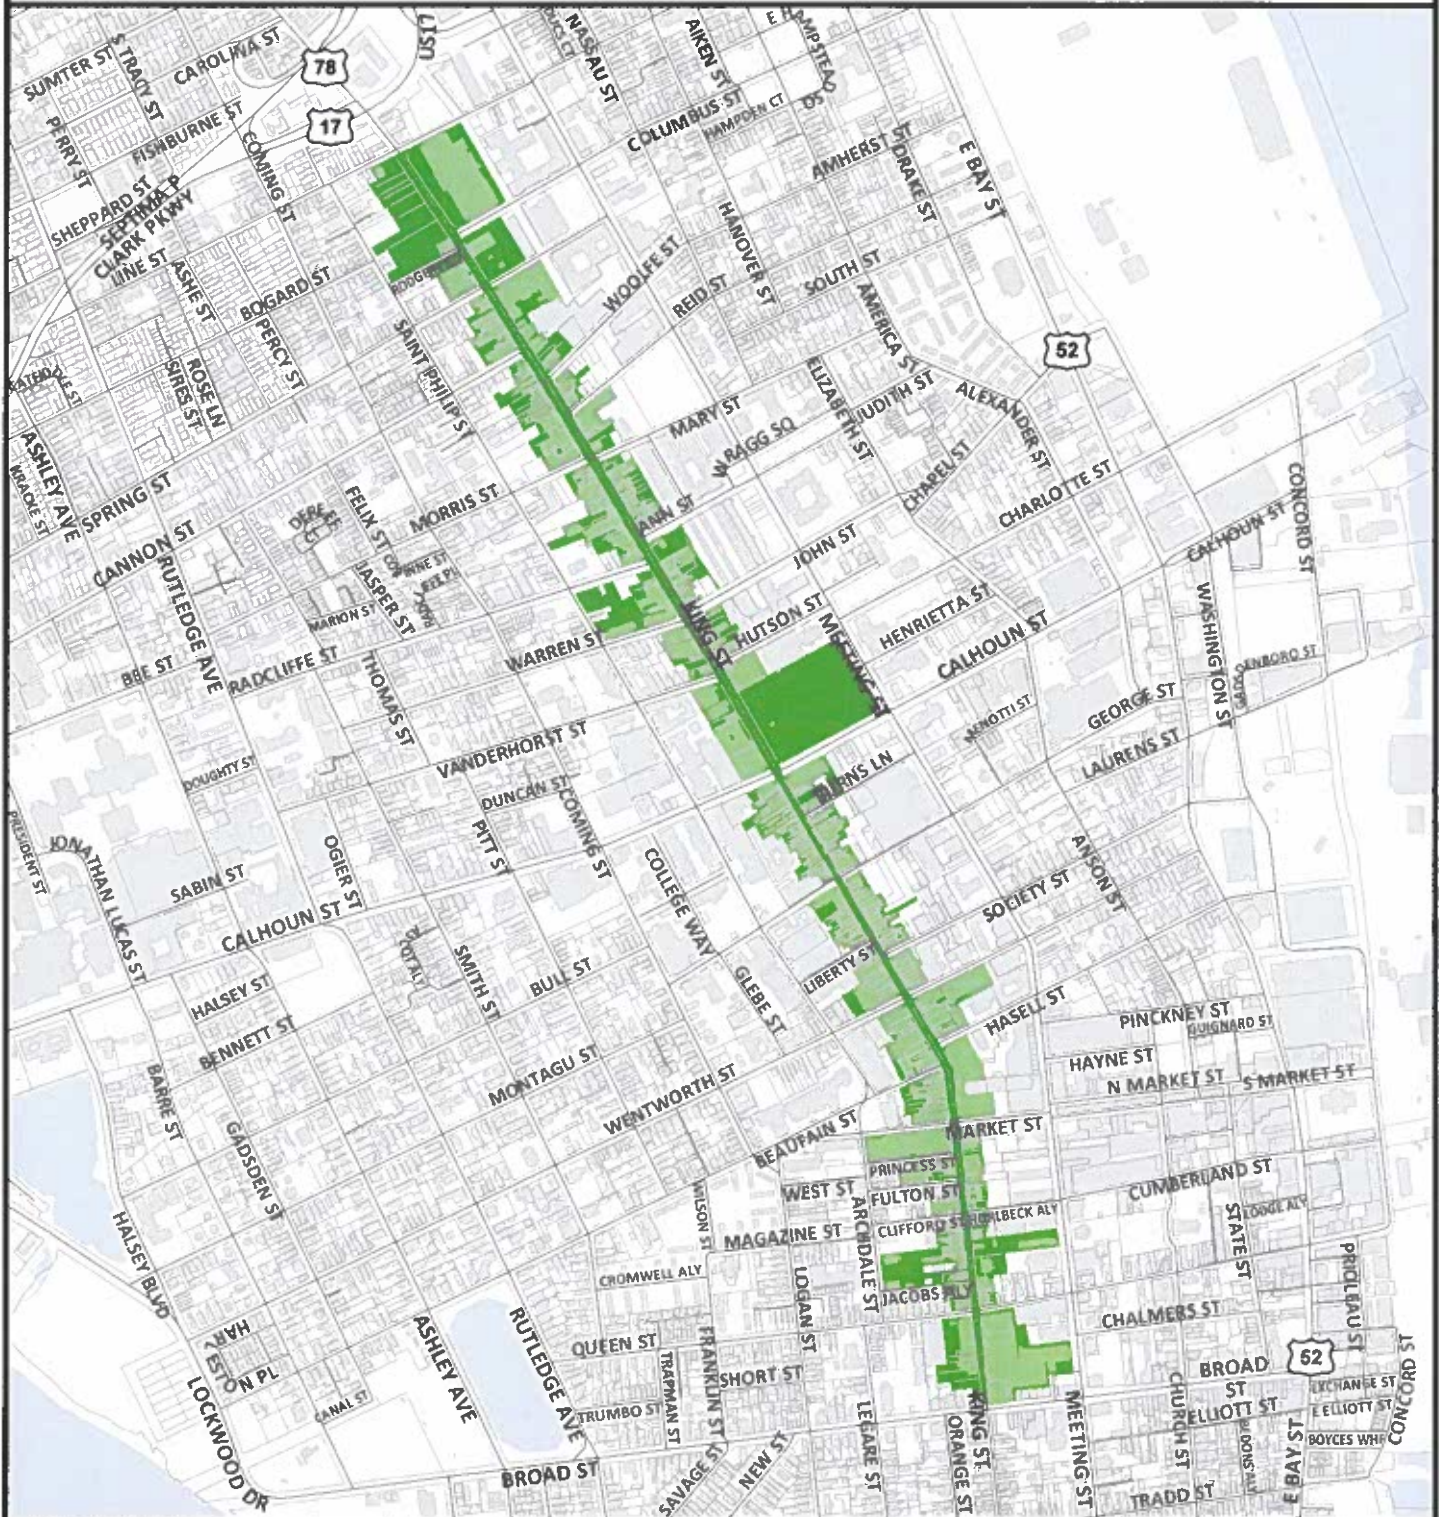 US 17
NASSAU ST
AIKEN ST
E HAMPSTEAD SQ
SUMTER ST
S TRACY ST
CAROLINA ST
78
17
PERRY ST
FISHBURNE ST
COMING ST
COLUMBUS ST
HAMPDEN CT
AMHERST ST
DRAKE ST
E BAY ST
SHEPPARD ST
SEPTIMA P
CLARK PKWY
LINE ST
ASHE ST
BOGARD ST
PERCY ST
HANOVER ST
WOOLFE ST
REID ST
SOUTH ST
AMERICA ST
52
SAINT PHILIP ST
ROSE LN
SIRES ST
ELIZABETH ST
JUDITH ST
ALEXANDER ST
MARY ST
WRAGG SQ
CHAPEL ST
CHARLOTTE ST
ASHLEY AVE
KRACKE ST
SPRING ST
CANNON ST
FELIX ST
MORRIS ST
ANN ST
JOHN ST
CONCORD ST
CALHOUN ST
RUTLEDGE AVE
JASPER ST
MARION ST
WARREN ST
KING ST
HUTSON ST
MEETING ST
HENRIETTA ST
CALHOUN ST
WASHINGTON ST
BEE ST
RADCLIFFE ST
THOMAS ST
MENOTTI ST
GEORGE ST
LAURENS ST
VANDERHORST ST
DOUGHTY ST
DUNCAN ST
COMING ST
BURNS LN
PRESIDENT ST
JONATHAN LUCAS ST
SABIN ST
OGIER ST
PITT ST
COLLEGE WAY
ANSON ST
SOCIETY ST
CALHOUN ST
SMITH ST
BULL ST
GLEBE ST
LIBERTY ST
HALSEY ST
BENNETT ST
HASELL ST
PINCKNEY ST
GUIGNARD ST
HAYNE ST
N MARKET ST
S MARKET ST
BARRE ST
MONTAGU ST
WENTWORTH ST
BEAUFAIN ST
MARKET ST
GADSDEN ST
PRINCESS ST
WEST ST
FULTON ST
CUMBERLAND ST
WILSON ST
ARCHDALE ST
CLIFFORD ST
HORLBECK ALY
STATE ST
LODGE ALY
MAGAZINE ST
HALSEY BLVD
CROMWELL ALY
LOGAN ST
JACOBS ALY
PRIOLEAU ST
CHALMERS ST
HARLESTON PL
ASHLEY AVE
RUTLEDGE AVE
QUEEN ST
FRANKLIN ST
TRAPMAN ST
SHORT ST
BROAD
ST
52
CONCORD ST
EXCHANGE ST
CANAL ST
TRUMBO ST
LEGARE ST
KING ST
ORANGE ST
MEETING ST
CHURCH ST
ELLIOTT ST
E ELLIOTT ST
BOYCES WHF
E BAY ST
LOCKWOOD DR
BROAD ST
SAVAGE ST
NEW ST
TRADD ST